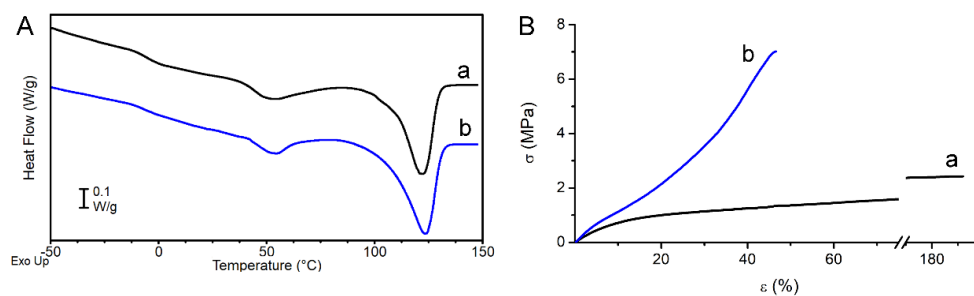 A
Heat Flow (W/g)
a
b
0.1
W/g
Exo Up
-50 0 50 100 150
Temperature (°C)
B
σ (MPa)
8
6
4
2
0
b
a
20 40 60 180
ε (%)